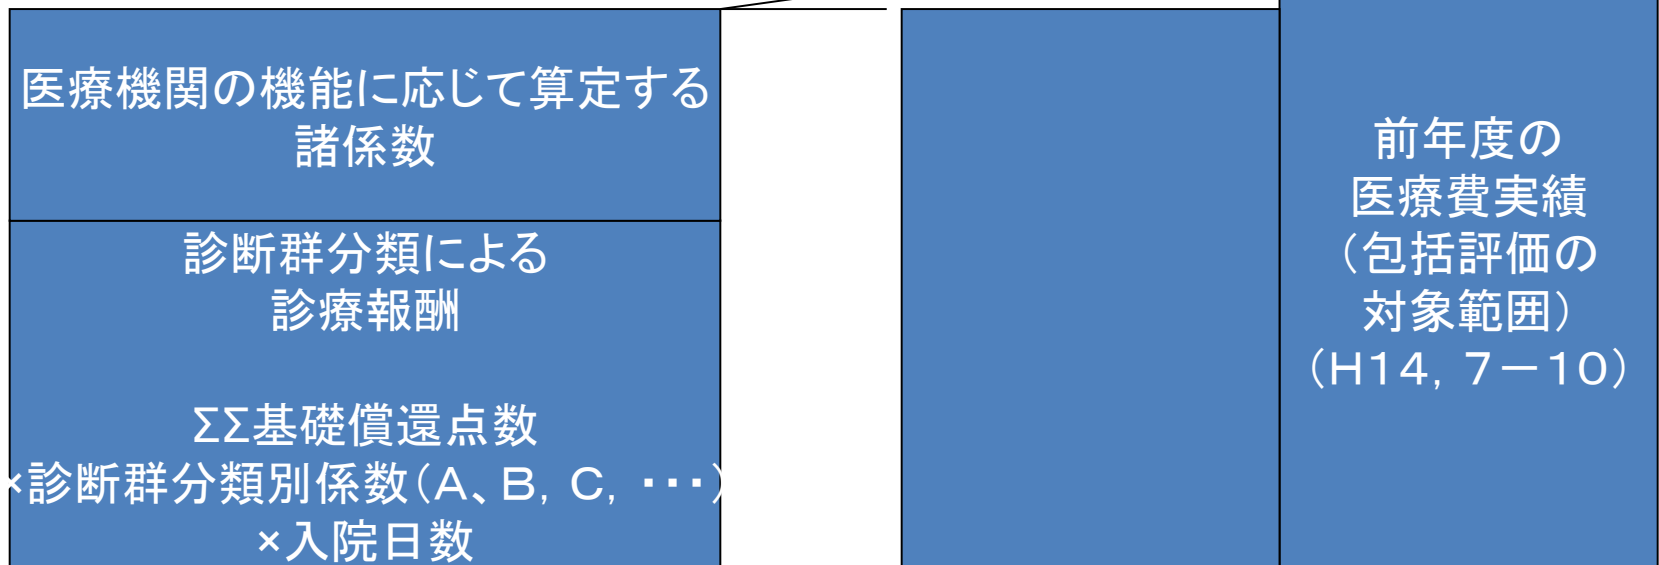 医療機関の機能に応じて算定する
諸係数
診断群分類による
診療報酬
ΣΣ基礎償還点数
×診断群分類別係数（A、B，C，・・・）
×入院日数
前年度の
医療費実績
（包括評価の
対象範囲）
（H14，7－10）